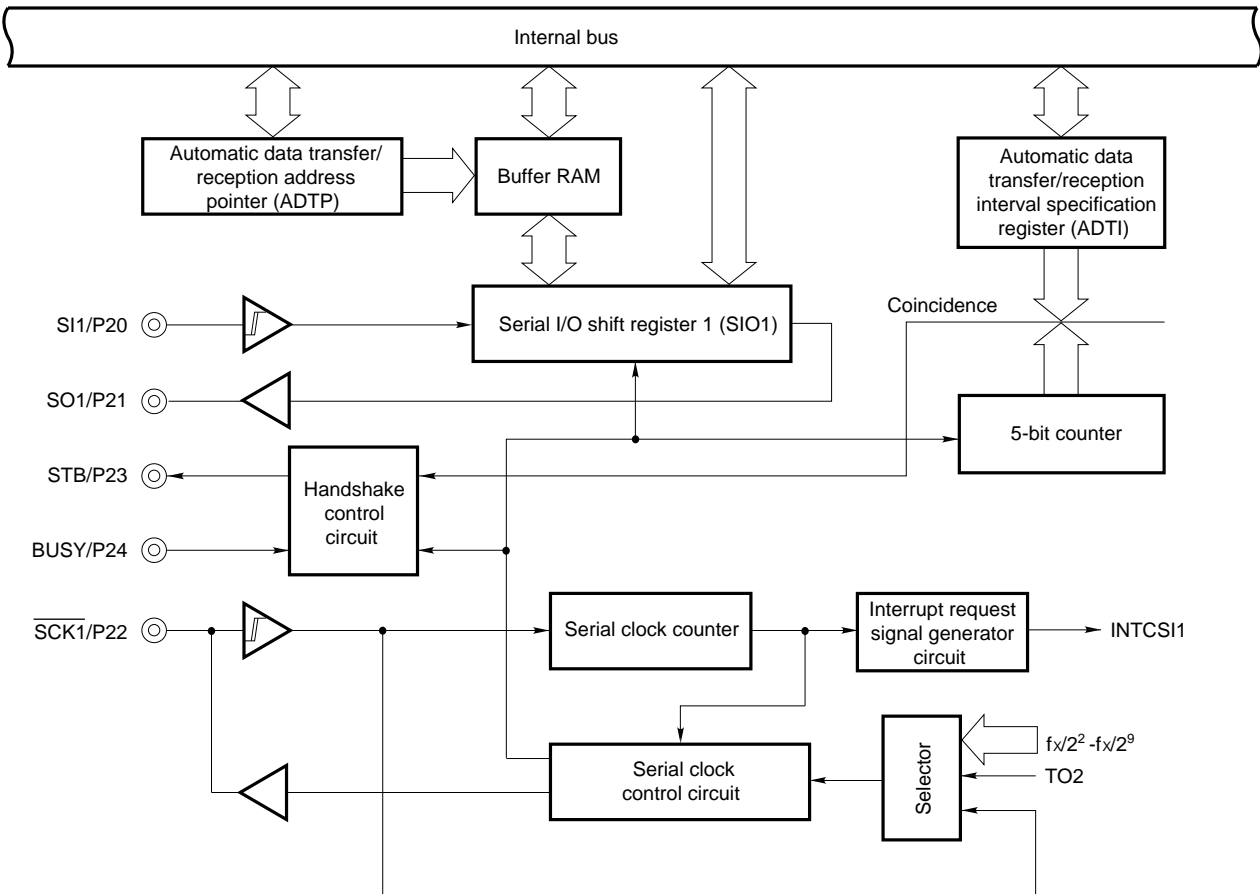 Internal bus
Automatic data transfer/
reception address
pointer (ADTP)
Buffer RAM
Automatic data
transfer/reception
interval specification
register (ADTI)
Coincidence
SI1/P20
Serial I/O shift register 1 (SIO1)
SO1/P21
5-bit counter
STB/P23
Handshake
control
circuit
BUSY/P24
SCK1/P22
Serial clock counter
Interrupt request
signal generator
circuit
INTCSI1
Serial clock
control circuit
Selector
fx/2² -fx/2⁹
TO2